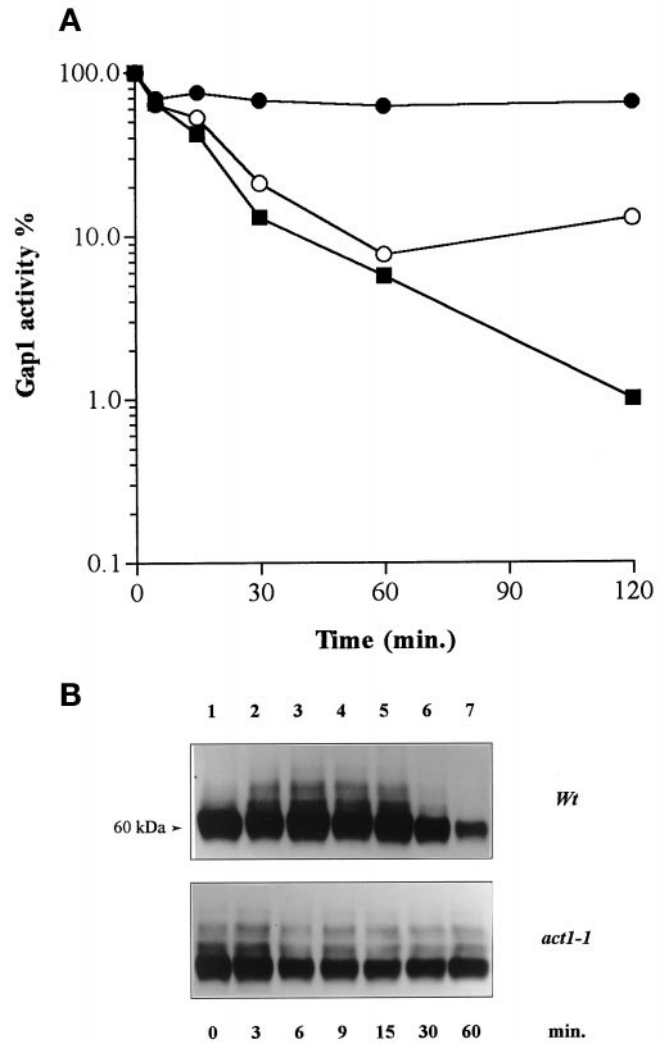 A
100.0
10.0
1.0
0.1
Gap1 activity %
0 30 60 90 120
Time (min.)
B
1 2 3 4 5 6 7
60 kDa ➤
Wt
act1-1
0 3 6 9 15 30 60 min.